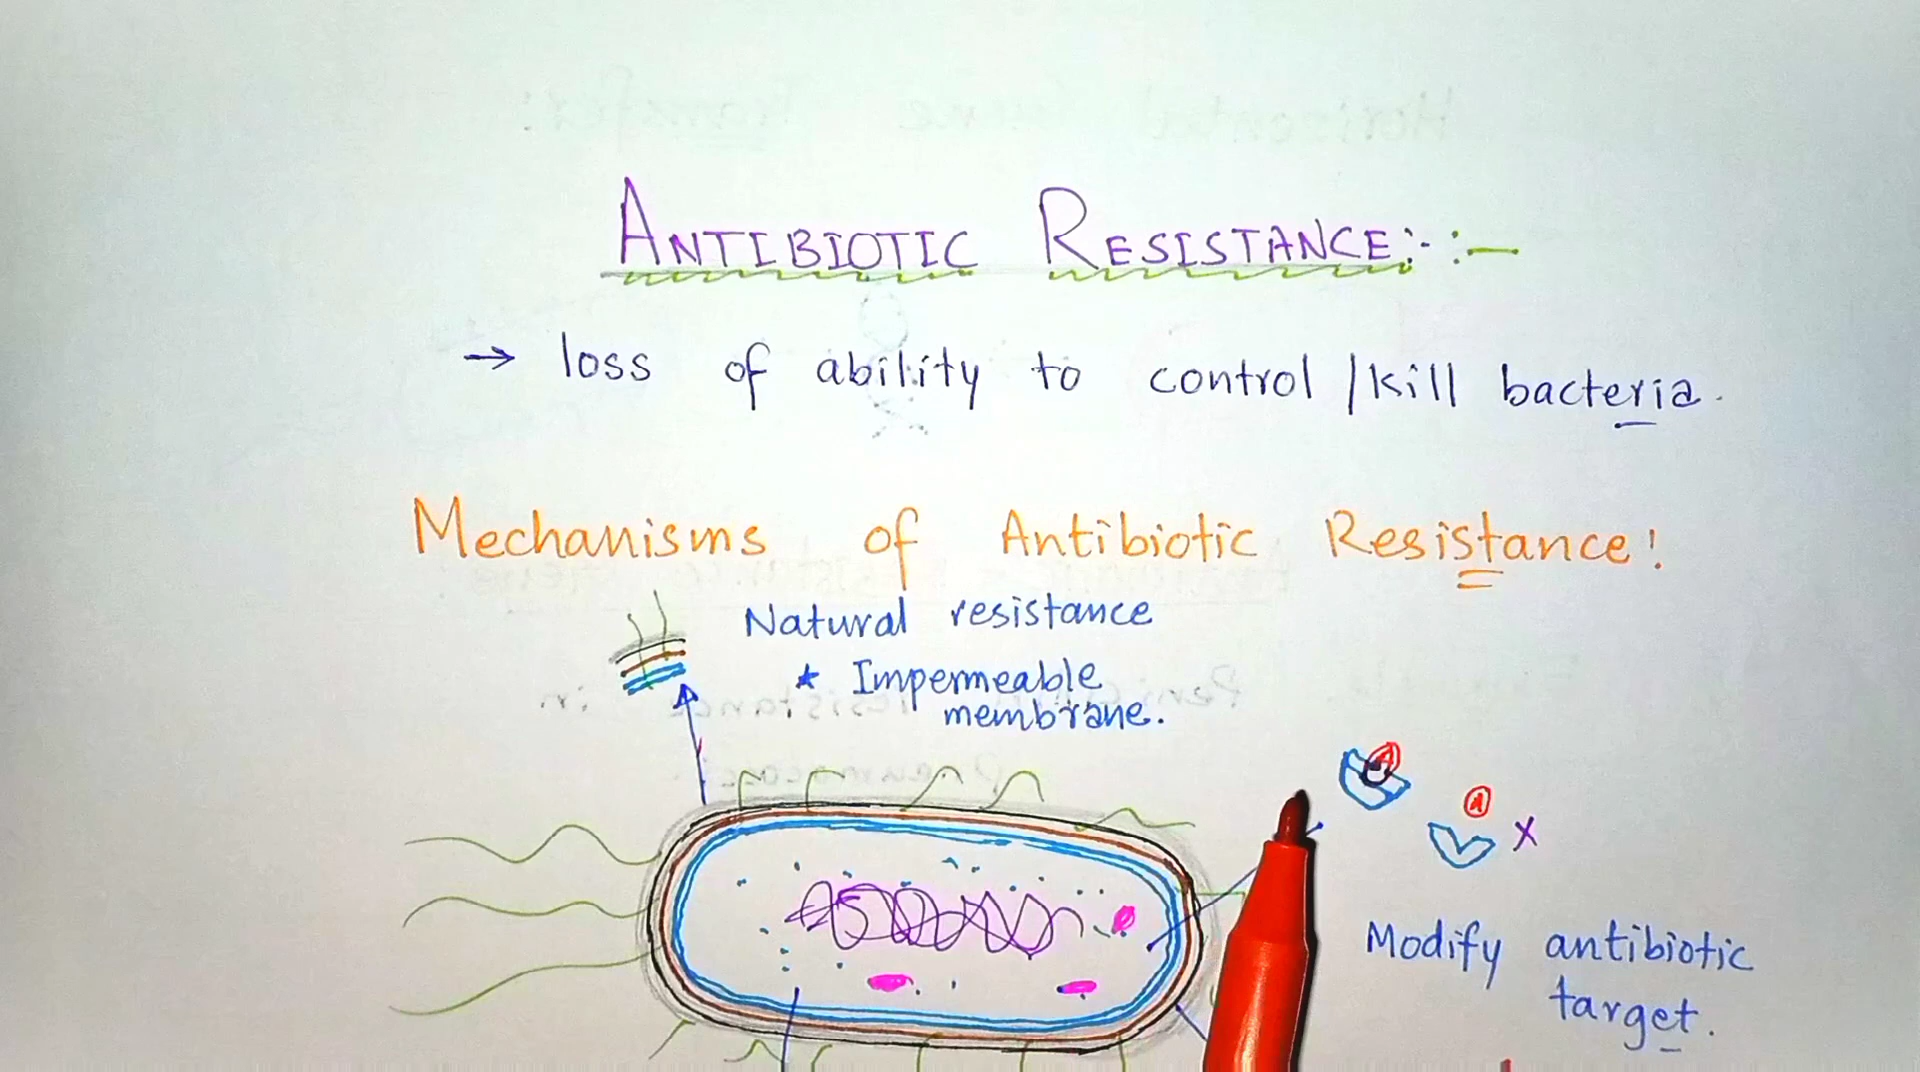 ANTIBIOTIC RESISTANCE:- :-
→ loss of ability to control / kill bacteria.
Mechanisms of Antibiotic Resistance!
Natural resistance
* Impermeable
membrane.
A
A X
Modify antibiotic
target.